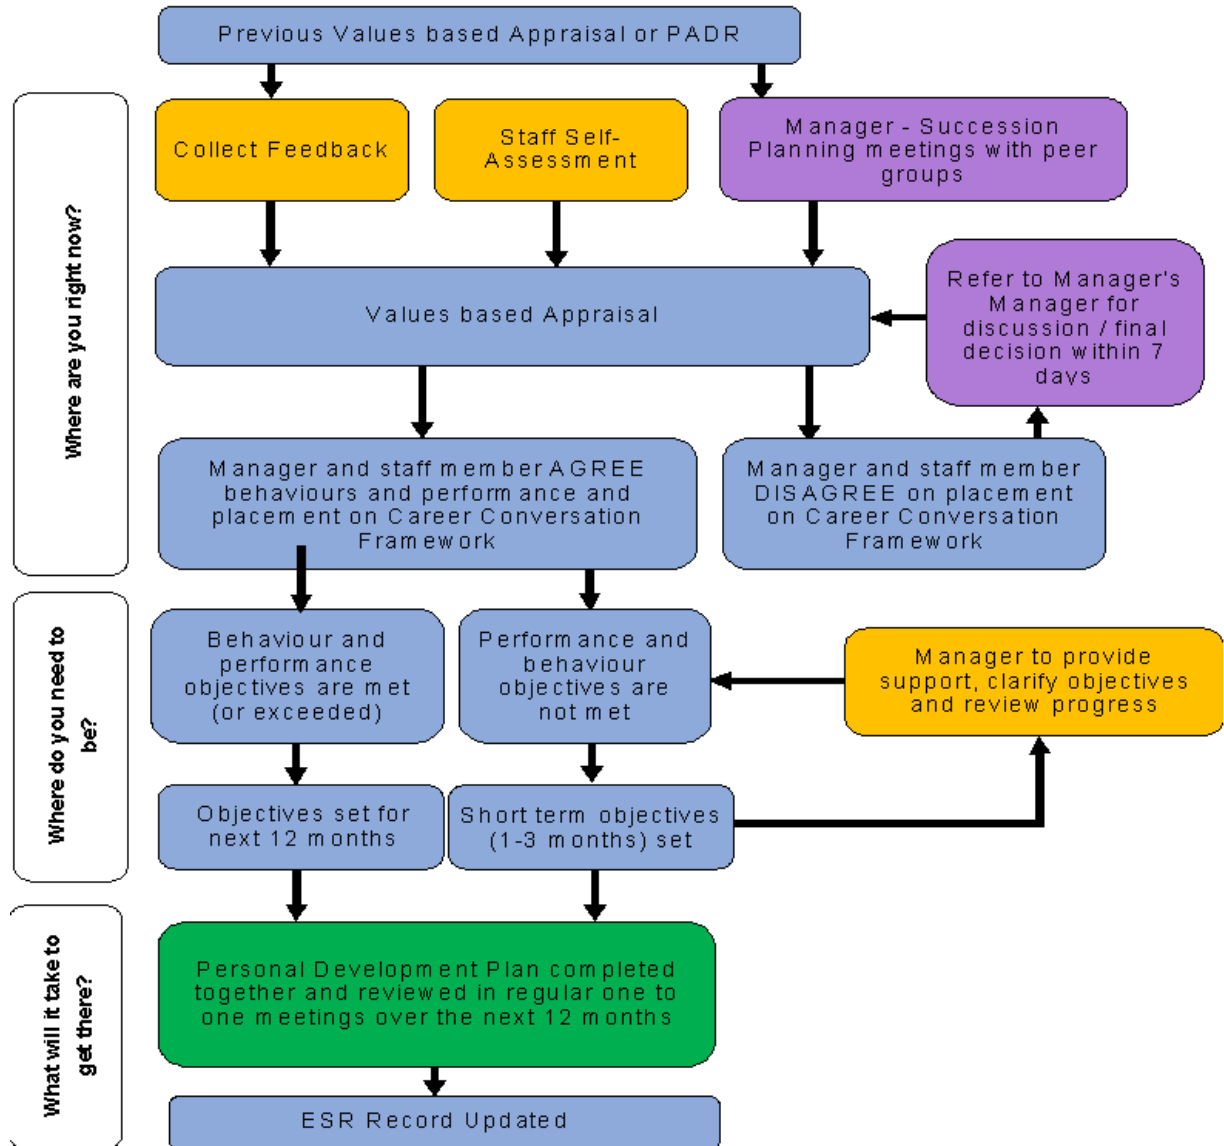 Previous Values based Appraisal or PADR
Where are you right now?
Collect Feedback
Staff Self-
Assessment
Manager - Succession
Planning meetings with peer
groups
Values based Appraisal
Refer to Manager's
Manager for
discussion / final
decision within 7
days
Manager and staff member AGREE
behaviours and performance and
placement on Career Conversation
Framework
Manager and staff member
DISAGREE on placement
on Career Conversation
Framework
Where do you need to
be?
Behaviour and
performance
objectives are met
(or exceeded)
Performance and
behaviour
objectives are
not met
Manager to provide
support, clarify objectives
and review progress
Objectives set for
next 12 months
Short term objectives
(1-3 months) set
What will it take to
get there?
Personal Development Plan completed
together and reviewed in regular one to
one meetings over the next 12 months
ESR Record Updated